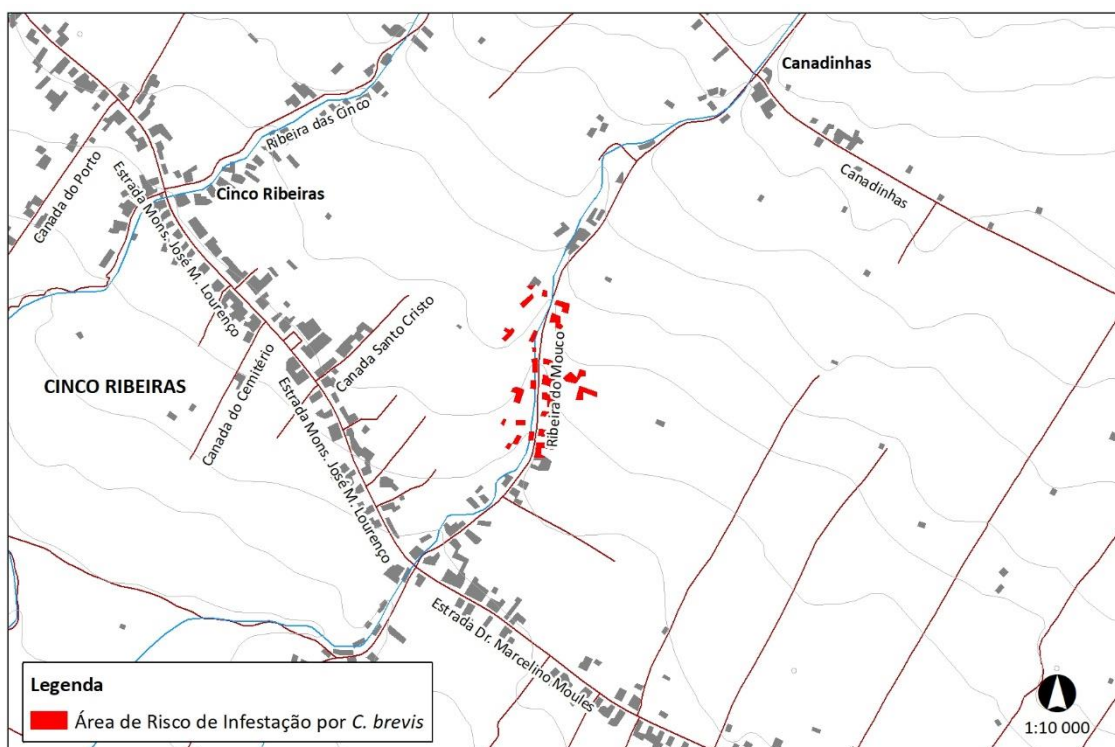 Canadinhas
Ribeira das Cinco
Canada do Porto
Cinco Ribeiras
Canadinhas
Estrada Mons. José M. Lourenço
Canada Santo Cristo
Ribeira do Mouco
CINCO RIBEIRAS
Canada do Cemitério
Estrada Mons. José M. Lourenço
Estrada Dr. Marcelino Moules
Legenda
Área de Risco de Infestação por C. brevis
1:10 000